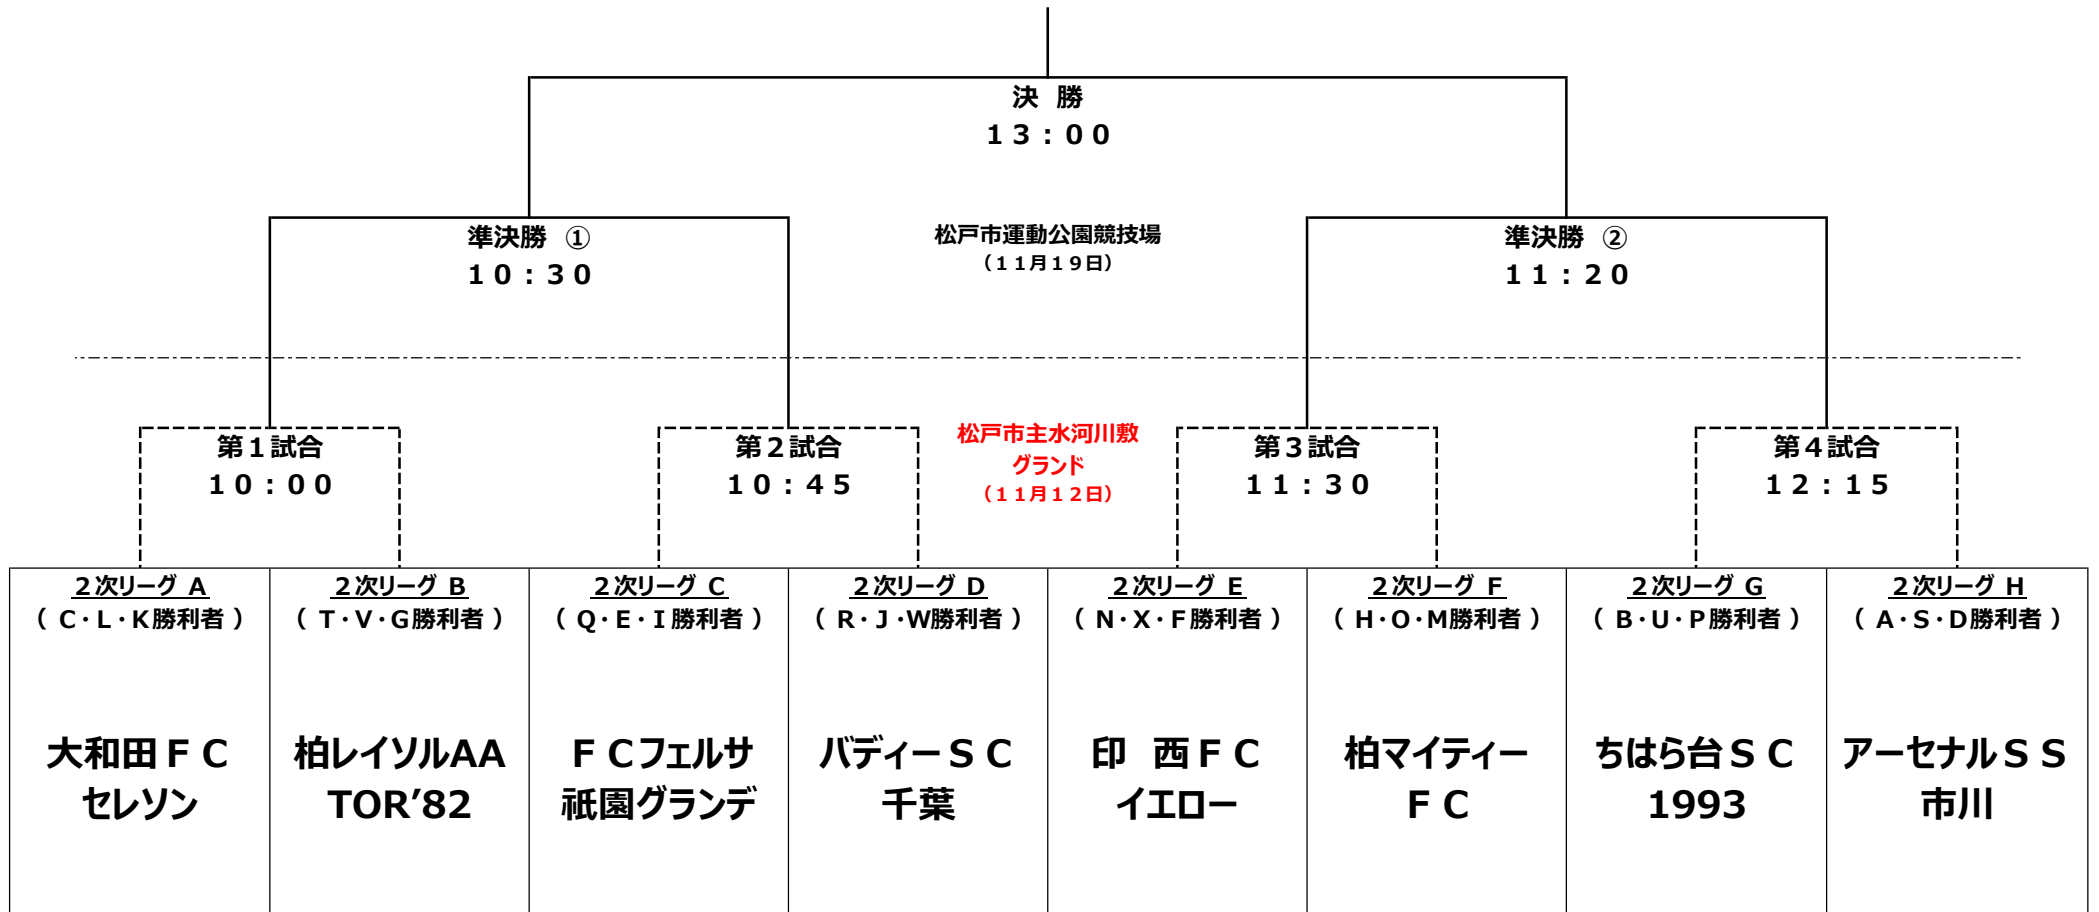 決 勝
１３：００
準決勝 ①
１０：３０
松戸市運動公園競技場
（１１月１９日）
準決勝 ②
１１：２０
第１試合
１０：００
第２試合
１０：４５
松戸市主水河川敷
グランド
（１１月１２日）
第３試合
１１：３０
第４試合
１２：１５
２次リーグ A
（ C・L・K勝利者 ）
２次リーグ B
（ T・V・G勝利者 ）
２次リーグ C
（ Q・E・I 勝利者 ）
２次リーグ D
（ R・J・W勝利者 ）
２次リーグ E
（ N・X・F勝利者 ）
２次リーグ F
（ H・O・M勝利者 ）
２次リーグ G
（ B・U・P勝利者 ）
２次リーグ H
（ A・S・D勝利者 ）
大和田ＦＣ
セレソン
柏レイソルAA
TOR’82
ＦＣフェルサ
祇園グランデ
バディーＳＣ
千葉
印 西ＦＣ
イエロー
柏マイティー
ＦＣ
ちはら台ＳＣ
1993
アーセナルＳＳ
市川